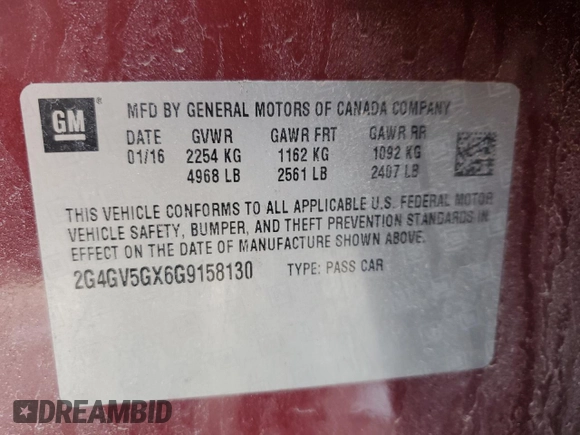 GM ®
MFD BY GENERAL MOTORS OF CANADA COMPANY
DATE GVWR GAWR FRT GAWR RR
01/16 2254 KG 1162 KG 1092 KG
4968 LB 2561 LB 2407 LB
THIS VEHICLE CONFORMS TO ALL APPLICABLE U.S. FEDERAL MOTOR
VEHICLE SAFETY, BUMPER, AND THEFT PREVENTION STANDARDS IN
EFFECT ON THE DATE OF MANUFACTURE SHOWN ABOVE.
2G4GV5GX6G9158130 TYPE: PASS CAR
DREAMBID